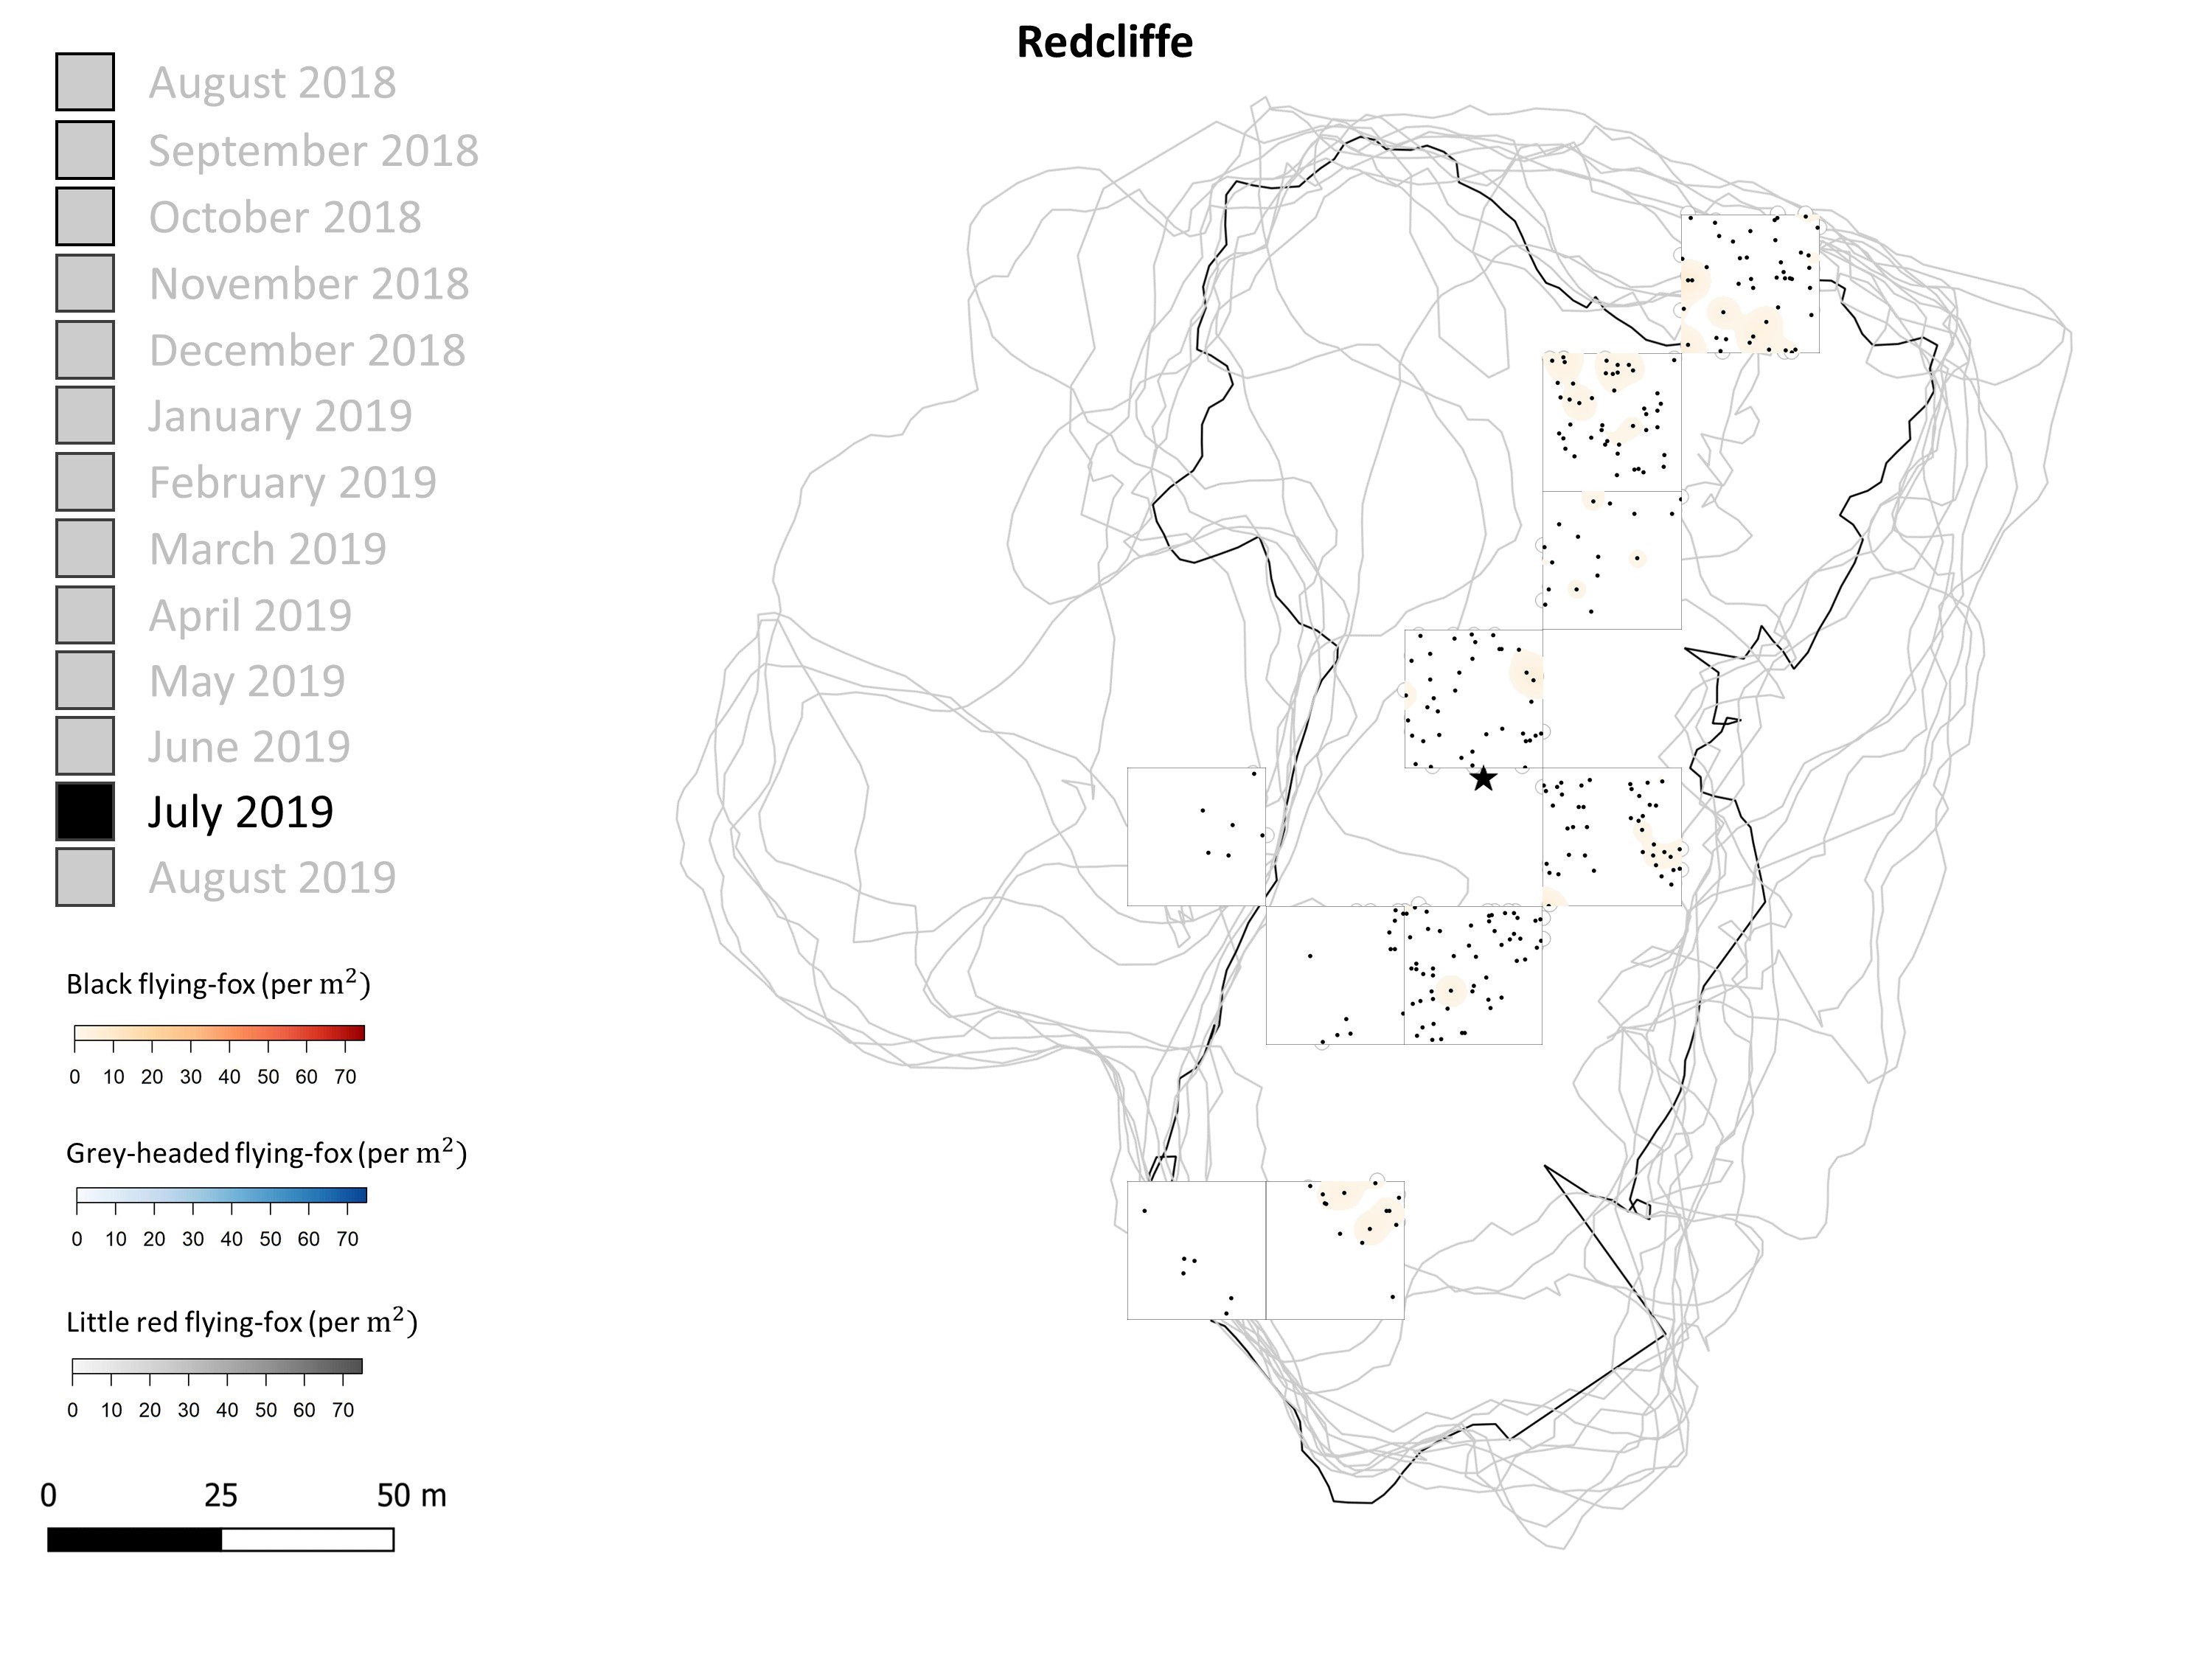 Redcliffe
August 2018
September 2018
October 2018
November 2018
December 2018
January 2019
February 2019
March 2019
April 2019
May 2019
June 2019
July 2019
August 2019
Black flying-fox (per m²)
0 10 20 30 40 50 60 70
Grey-headed flying-fox (per m²)
0 10 20 30 40 50 60 70
Little red flying-fox (per m²)
0 10 20 30 40 50 60 70
0 25 50 m